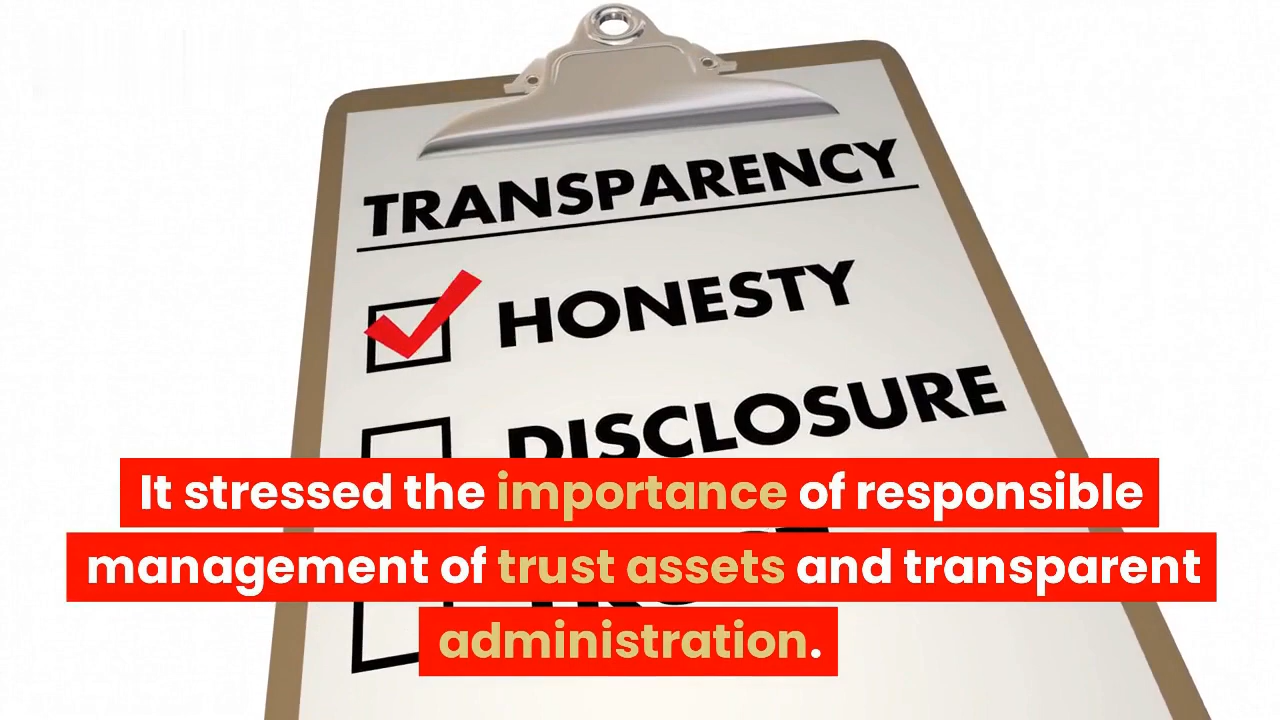 TRANSPARENCY
HONESTY
DISCLOSURE
It stressed the importance of responsible
management of trust assets and transparent
administration.